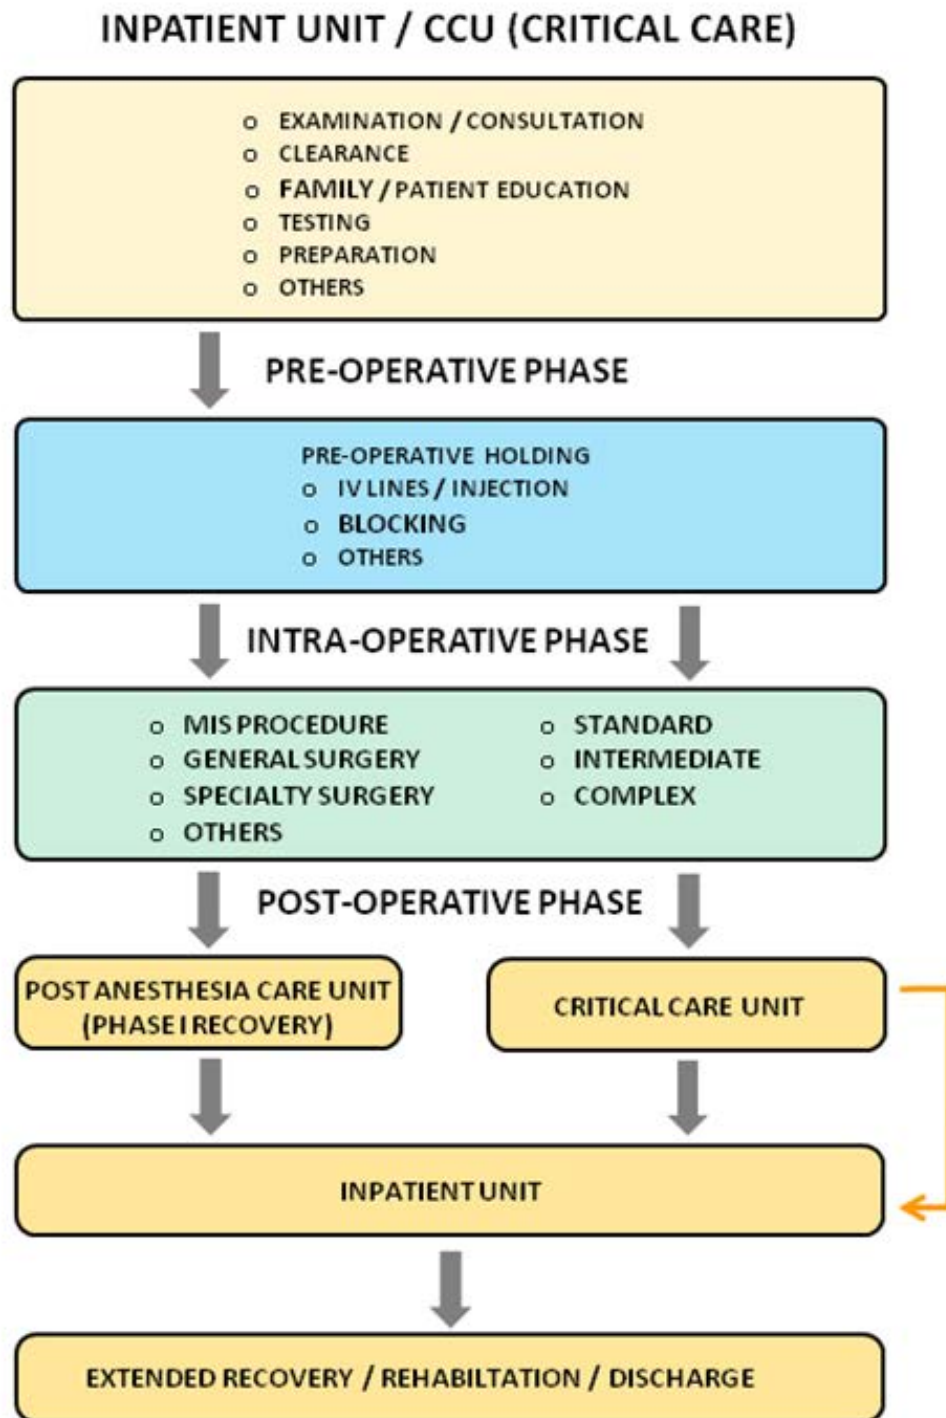 INPATIENT UNIT / CCU (CRITICAL CARE)
o EXAMINATION / CONSULTATION
o CLEARANCE
o FAMILY / PATIENT EDUCATION
o TESTING
o PREPARATION
o OTHERS
PRE-OPERATIVE PHASE
PRE-OPERATIVE HOLDING
o IV LINES / INJECTION
o BLOCKING
o OTHERS
INTRA-OPERATIVE PHASE
o MIS PROCEDURE
o GENERAL SURGERY
o SPECIALTY SURGERY
o OTHERS
o STANDARD
o INTERMEDIATE
o COMPLEX
POST-OPERATIVE PHASE
POST ANESTHESIA CARE UNIT
(PHASE I RECOVERY)
CRITICAL CARE UNIT
INPATIENT UNIT
EXTENDED RECOVERY / REHABILTATION / DISCHARGE